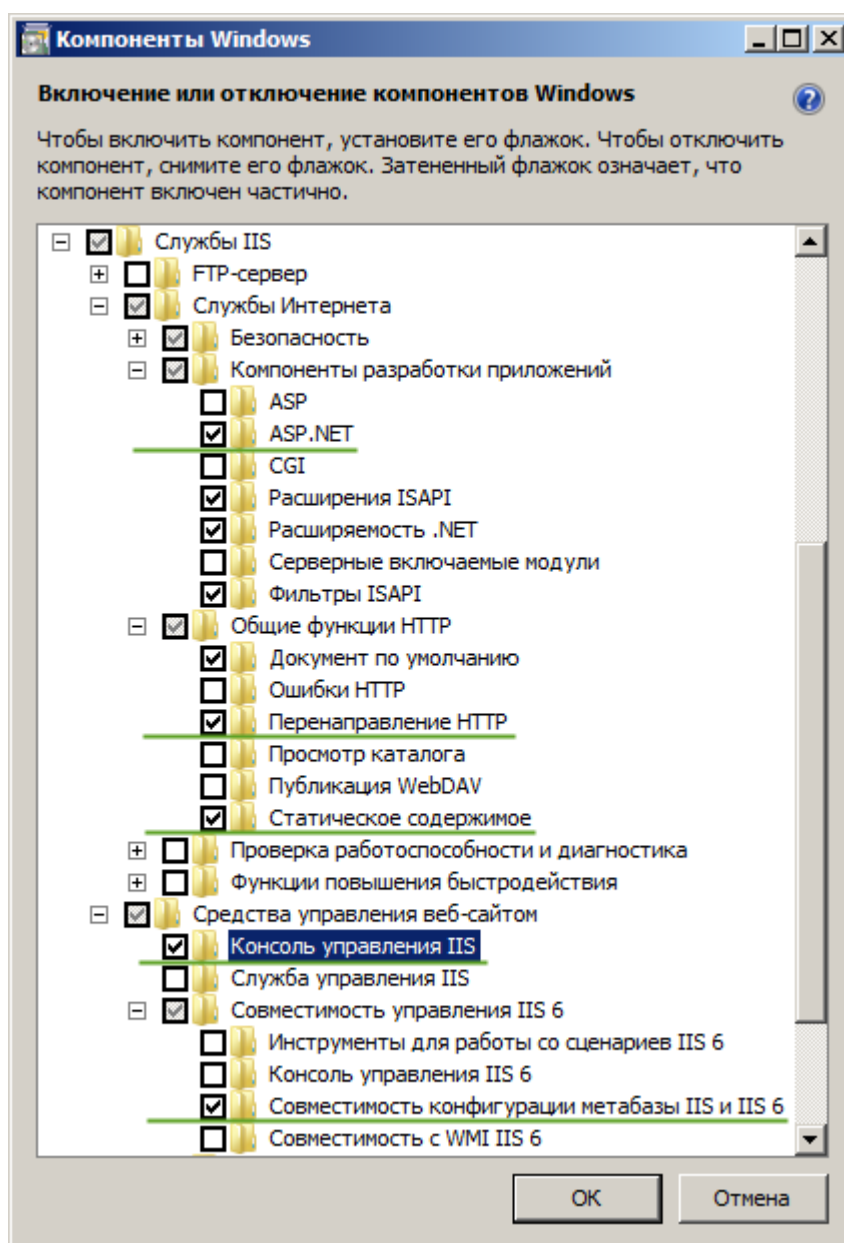 Компоненты Windows
Включение или отключение компонентов Windows
Чтобы включить компонент, установите его флажок. Чтобы отключить
компонент, снимите его флажок. Затененный флажок означает, что
компонент включен частично.
Службы IIS
FTP-сервер
Службы Интернета
Безопасность
Компоненты разработки приложений
ASP
ASP.NET
CGI
Расширения ISAPI
Расширяемость .NET
Серверные включаемые модули
Фильтры ISAPI
Общие функции HTTP
Документ по умолчанию
Ошибки HTTP
Перенаправление HTTP
Просмотр каталога
Публикация WebDAV
Статическое содержимое
Проверка работоспособности и диагностика
Функции повышения быстродействия
Средства управления веб-сайтом
Консоль управления IIS
Служба управления IIS
Совместимость управления IIS 6
Инструменты для работы со сценариев IIS 6
Консоль управления IIS 6
Совместимость конфигурации метабазы IIS и IIS 6
Совместимость с WMI IIS 6
OK
Отмена